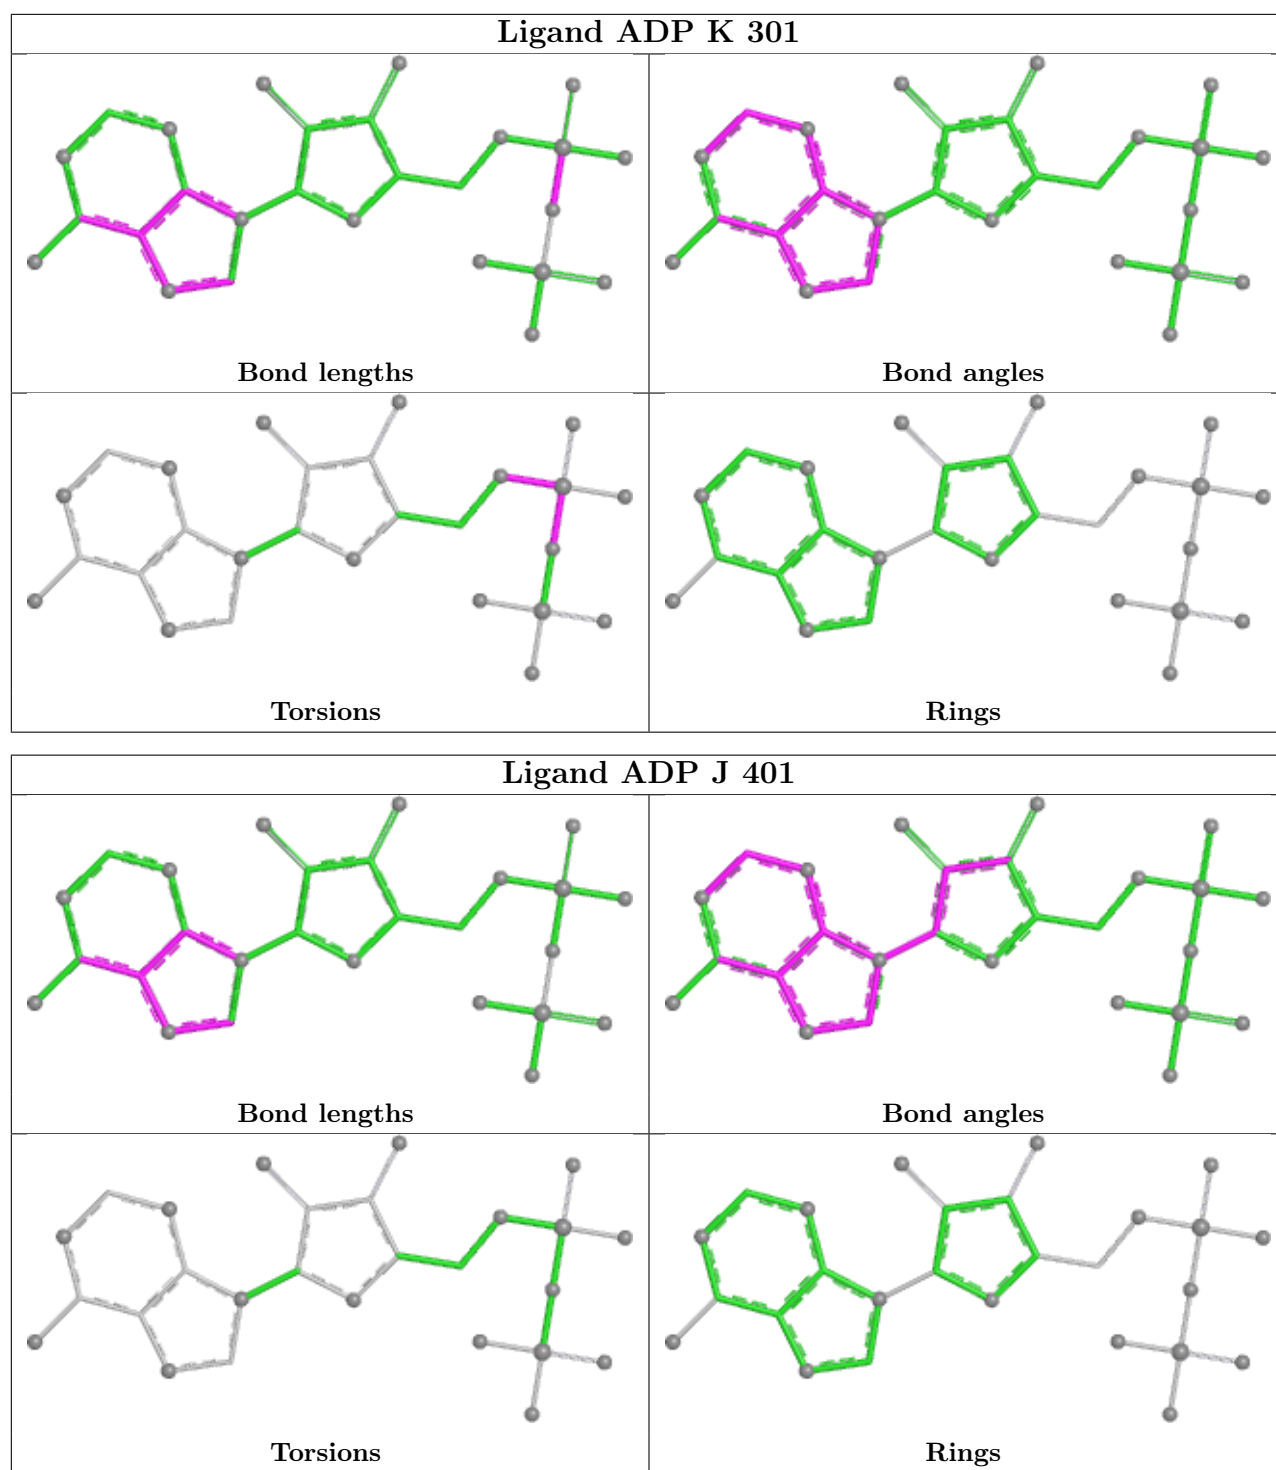 Ligand ADP K 301
Bond lengths
Bond angles
Torsions
Rings
Ligand ADP J 401
Bond lengths
Bond angles
Torsions
Rings